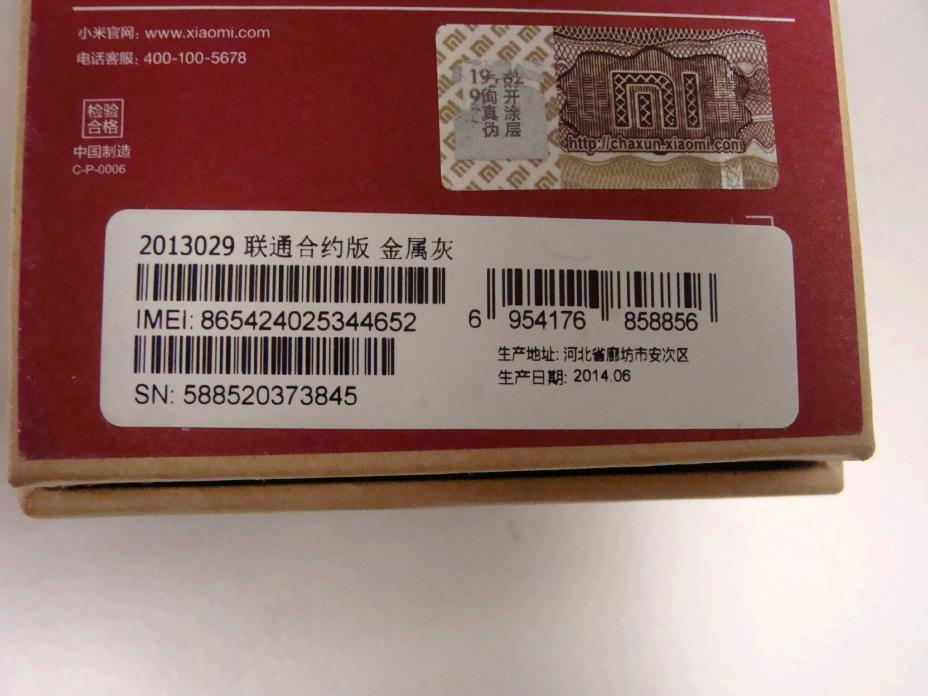 小米官网: www.xiaomi.com
电话客服: 400-100-5678
检验
合格
中国制造
C-P-0006
开涂层
询真伪
http://chaxun.xiaomi.com
2013029 联通合约版 金属灰
IMEI: 865424025344652
SN: 588520373845
6 954176 858856
生产地址: 河北省廊坊市安次区
生产日期: 2014.06